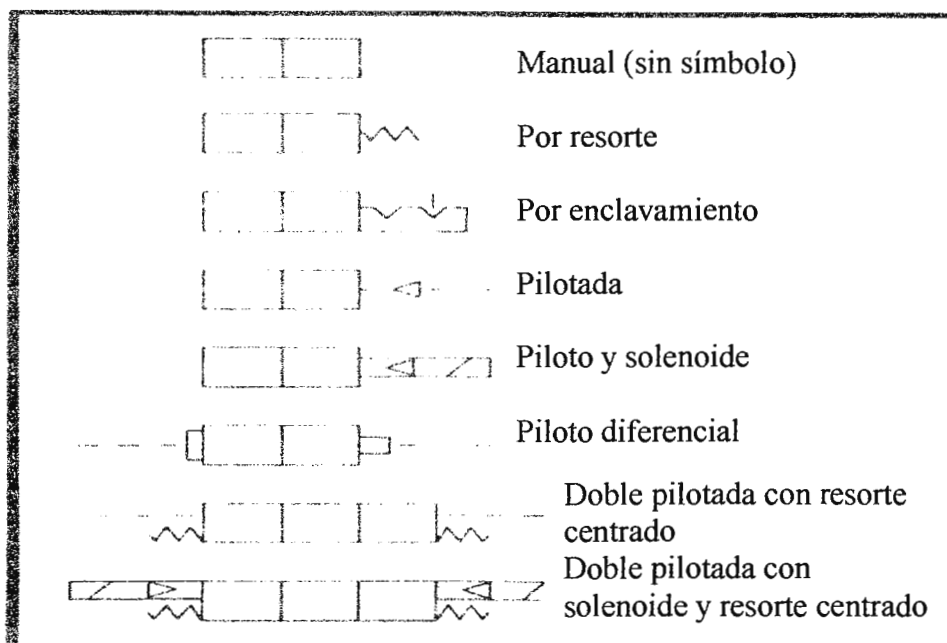 Manual (sin símbolo)
Por resorte
Por enclavamiento
Pilotada
Piloto y solenoide
Piloto diferencial
Doble pilotada con resorte
centrado
Doble pilotada con
solenoide y resorte centrado